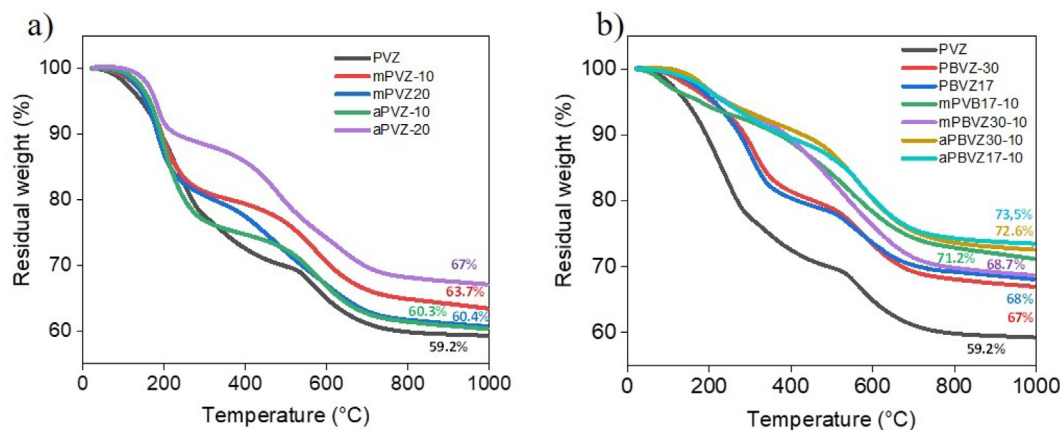 a)
PVZ
mPVZ-10
mPVZ20
aPVZ-10
aPVZ-20
100
90
80
70
60
Residual weight (%)
67%
63.7%
60.3%
60.4%
59.2%
0 200 400 600 800 1000
Temperature (°C)
b)
PVZ
PBVZ-30
PBVZ17
mPVB17-10
mPBVZ30-10
aPBVZ30-10
aPBVZ17-10
100
90
80
70
60
Residual weight (%)
73,5%
72.6%
71.2%
68.7%
68%
67%
59.2%
0 200 400 600 800 1000
Temperature (°C)